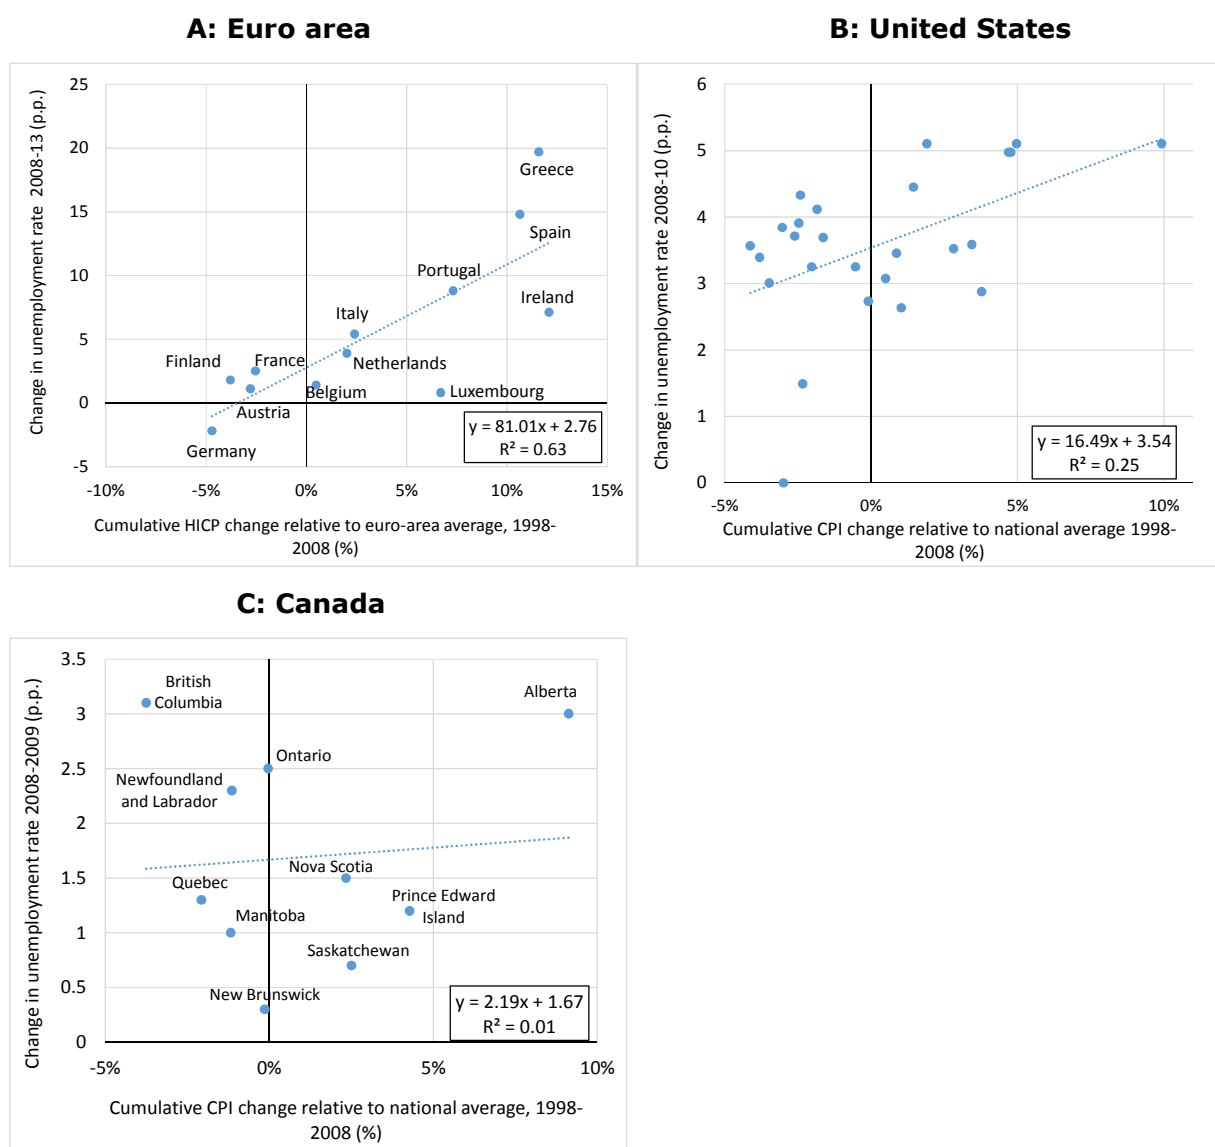 A: Euro area
B: United States
Change in unemployment rate  2008-13 (p.p.)
25
20
15
10
5
0
-5
Greece
Spain
Portugal
Ireland
Italy
Finland
France
Netherlands
Belgium
Luxembourg
Austria
Germany
y = 81.01x + 2.76
R² = 0.63
-10%
-5%
0%
5%
10%
15%
Cumulative HICP change relative to euro-area average, 1998-
2008 (%)
Change in unemployment rate 2008-10 (p.p.)
6
5
4
3
2
1
0
y = 16.49x + 3.54
R² = 0.25
-5%
0%
5%
10%
Cumulative CPI change relative to national average 1998-
2008 (%)
C: Canada
Change in unemployment rate 2008-2009 (p.p.)
3.5
3
2.5
2
1.5
1
0.5
0
British
Columbia
Alberta
Ontario
Newfoundland
and Labrador
Nova Scotia
Quebec
Prince Edward
Island
Manitoba
Saskatchewan
New Brunswick
y = 2.19x + 1.67
R² = 0.01
-5%
0%
5%
10%
Cumulative CPI change relative to national average, 1998-
2008 (%)